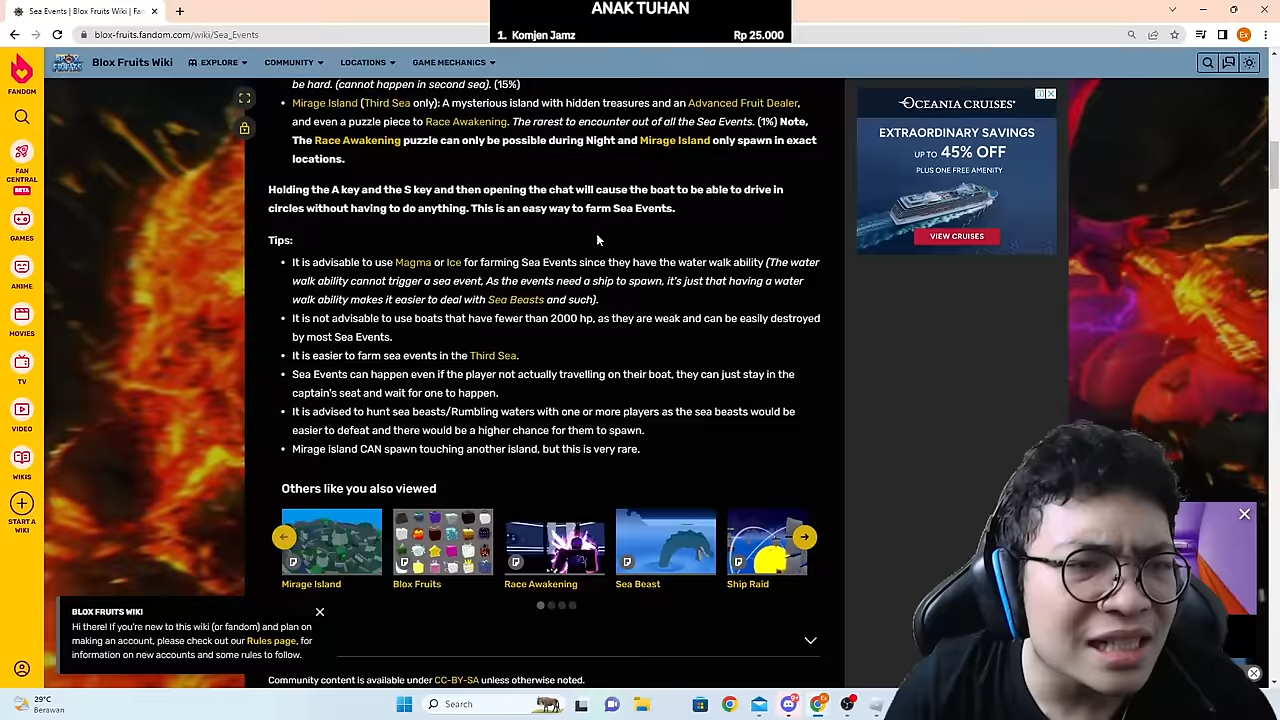 Sea Events | Blox Fruits Wiki | Fan
ANAK TUHAN
1. Komjen Jamz Rp 25.000
blox-fruits.fandom.com/wiki/Sea_Events
Ex
FANDOM
Blox Fruits Wiki
EXPLORE
COMMUNITY
LOCATIONS
GAME MECHANICS
FAN CENTRAL
BETA
GAMES
ANIME
MOVIES
TV
VIDEO
WIKIS
START A WIKI
be hard. (cannot happen in second sea). (15%)
• Mirage Island (Third Sea only): A mysterious island with hidden treasures and an Advanced Fruit Dealer,
and even a puzzle piece to Race Awakening. The rarest to encounter out of all the Sea Events. (1%) Note,
The Race Awakening puzzle can only be possible during Night and Mirage Island only spawn in exact
locations.
Holding the A key and the S key and then opening the chat will cause the boat to be able to drive in
circles without having to do anything. This is an easy way to farm Sea Events.
Tips:
• It is advisable to use Magma or Ice for farming Sea Events since they have the water walk ability (The water
walk ability cannot trigger a sea event, As the events need a ship to spawn, it's just that having a water
walk ability makes it easier to deal with Sea Beasts and such).
• It is not advisable to use boats that have fewer than 2000 hp, as they are weak and can be easily destroyed
by most Sea Events.
• It is easier to farm sea events in the Third Sea.
• Sea Events can happen even if the player not actually travelling on their boat, they can just stay in the
captain's seat and wait for one to happen.
• It is advised to hunt sea beasts/Rumbling waters with one or more players as the sea beasts would be
easier to defeat and there would be a higher chance for them to spawn.
• Mirage island CAN spawn touching another island, but this is very rare.
OCEANIA CRUISES®
EXTRAORDINARY SAVINGS
UP TO 45% OFF
PLUS ONE FREE AMENITY
VIEW CRUISES
Others like you also viewed
Mirage Island
Blox Fruits
Race Awakening
Sea Beast
Ship Raid
BLOX FRUITS WIKI
Hi there! If you're new to this wiki (or fandom) and plan on
making an account, please check out our Rules page, for
information on new accounts and some rules to follow.
Community content is available under CC-BY-SA unless otherwise noted.
29°C
Berawan
Search